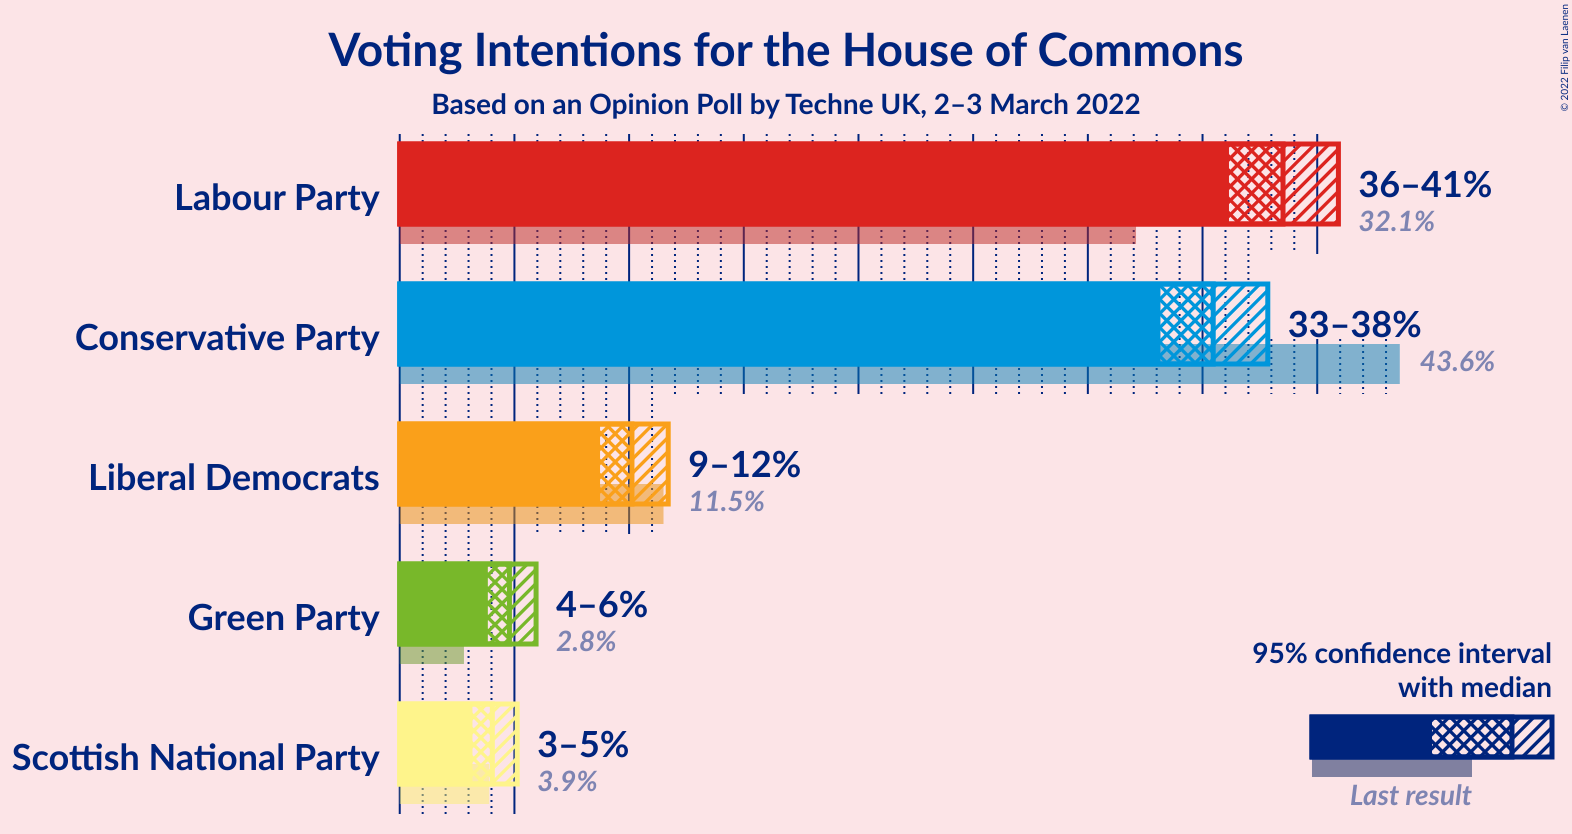 Voting Intentions for the House of Commons
Based on an Opinion Poll by Techne UK, 2–3 March 2022
© 2022 Filip van Laenen
Labour Party
36–41%
32.1%
Conservative Party
33–38%
43.6%
Liberal Democrats
9–12%
11.5%
Green Party
4–6%
2.8%
Scottish National Party
3–5%
3.9%
95% confidence interval
with median
Last result